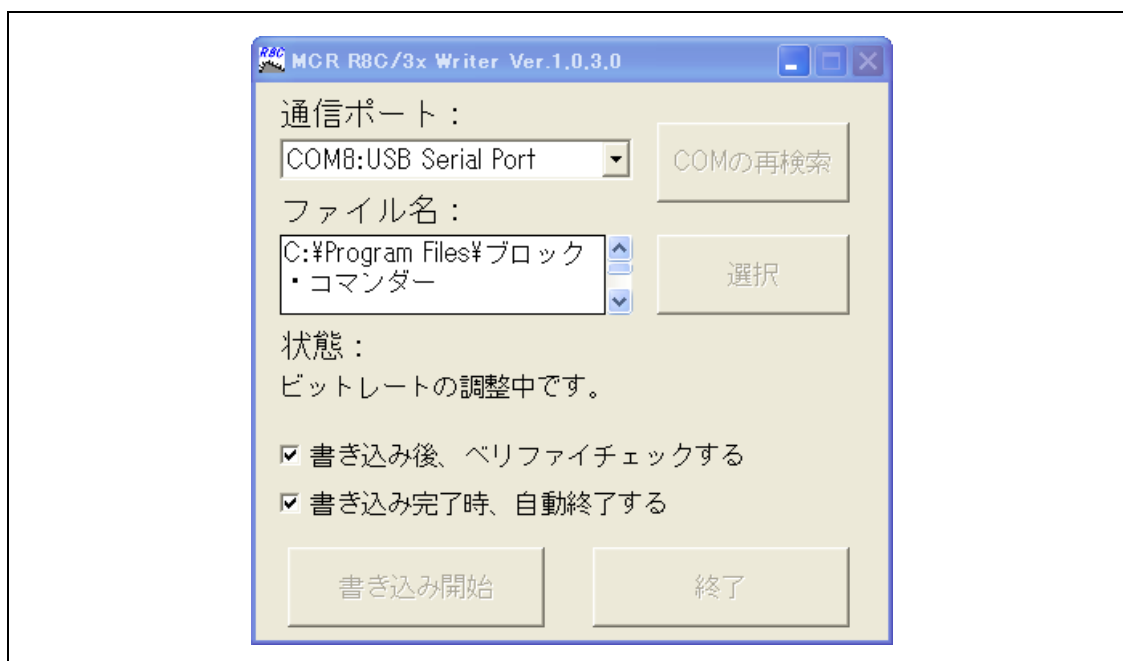 R8C
MCR R8C/3x Writer Ver.1.0.3.0
通信ポート：
COM8:USB Serial Port
COMの再検索
ファイル名：
C:¥Program Files¥ブロック
・コマンダー
選択
状態：
ビットレートの調整中です。
書き込み後、ベリファイチェックする
書き込み完了時、自動終了する
書き込み開始
終了